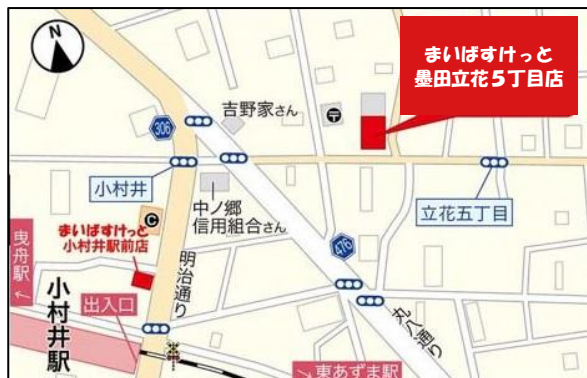 N
まいばすけっと
墨田立花5丁目店
吉野家さん
〒
306
小村井
立花五丁目
中ノ郷
信用組合さん
C
まいばすけっと
小村井駅前店
476
曳舟駅
明治通り
出入口
小村井駅
丸八通り
東あずま駅